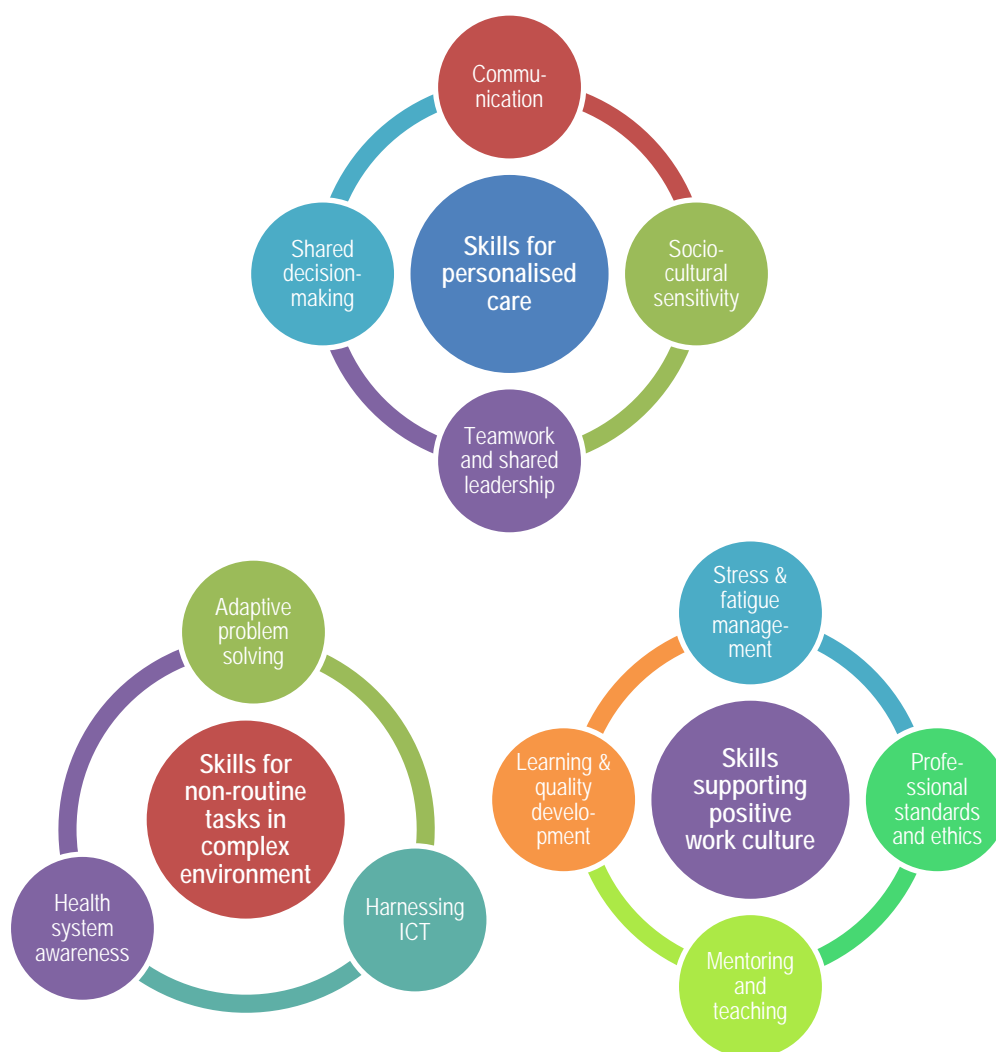 Commu-
nication
Shared
decision-
making
Skills for
personalised
care
Socio-
cultural
sensitivity
Teamwork
and shared
leadership
Adaptive
problem
solving
Skills for
non-routine
tasks in
complex
environment
Health
system
awareness
Harnessing
ICT
Stress &
fatigue
manage-
ment
Learning &
quality
develop-
ment
Skills
supporting
positive
work culture
Profe-
ssional
standards
and ethics
Mentoring
and
teaching